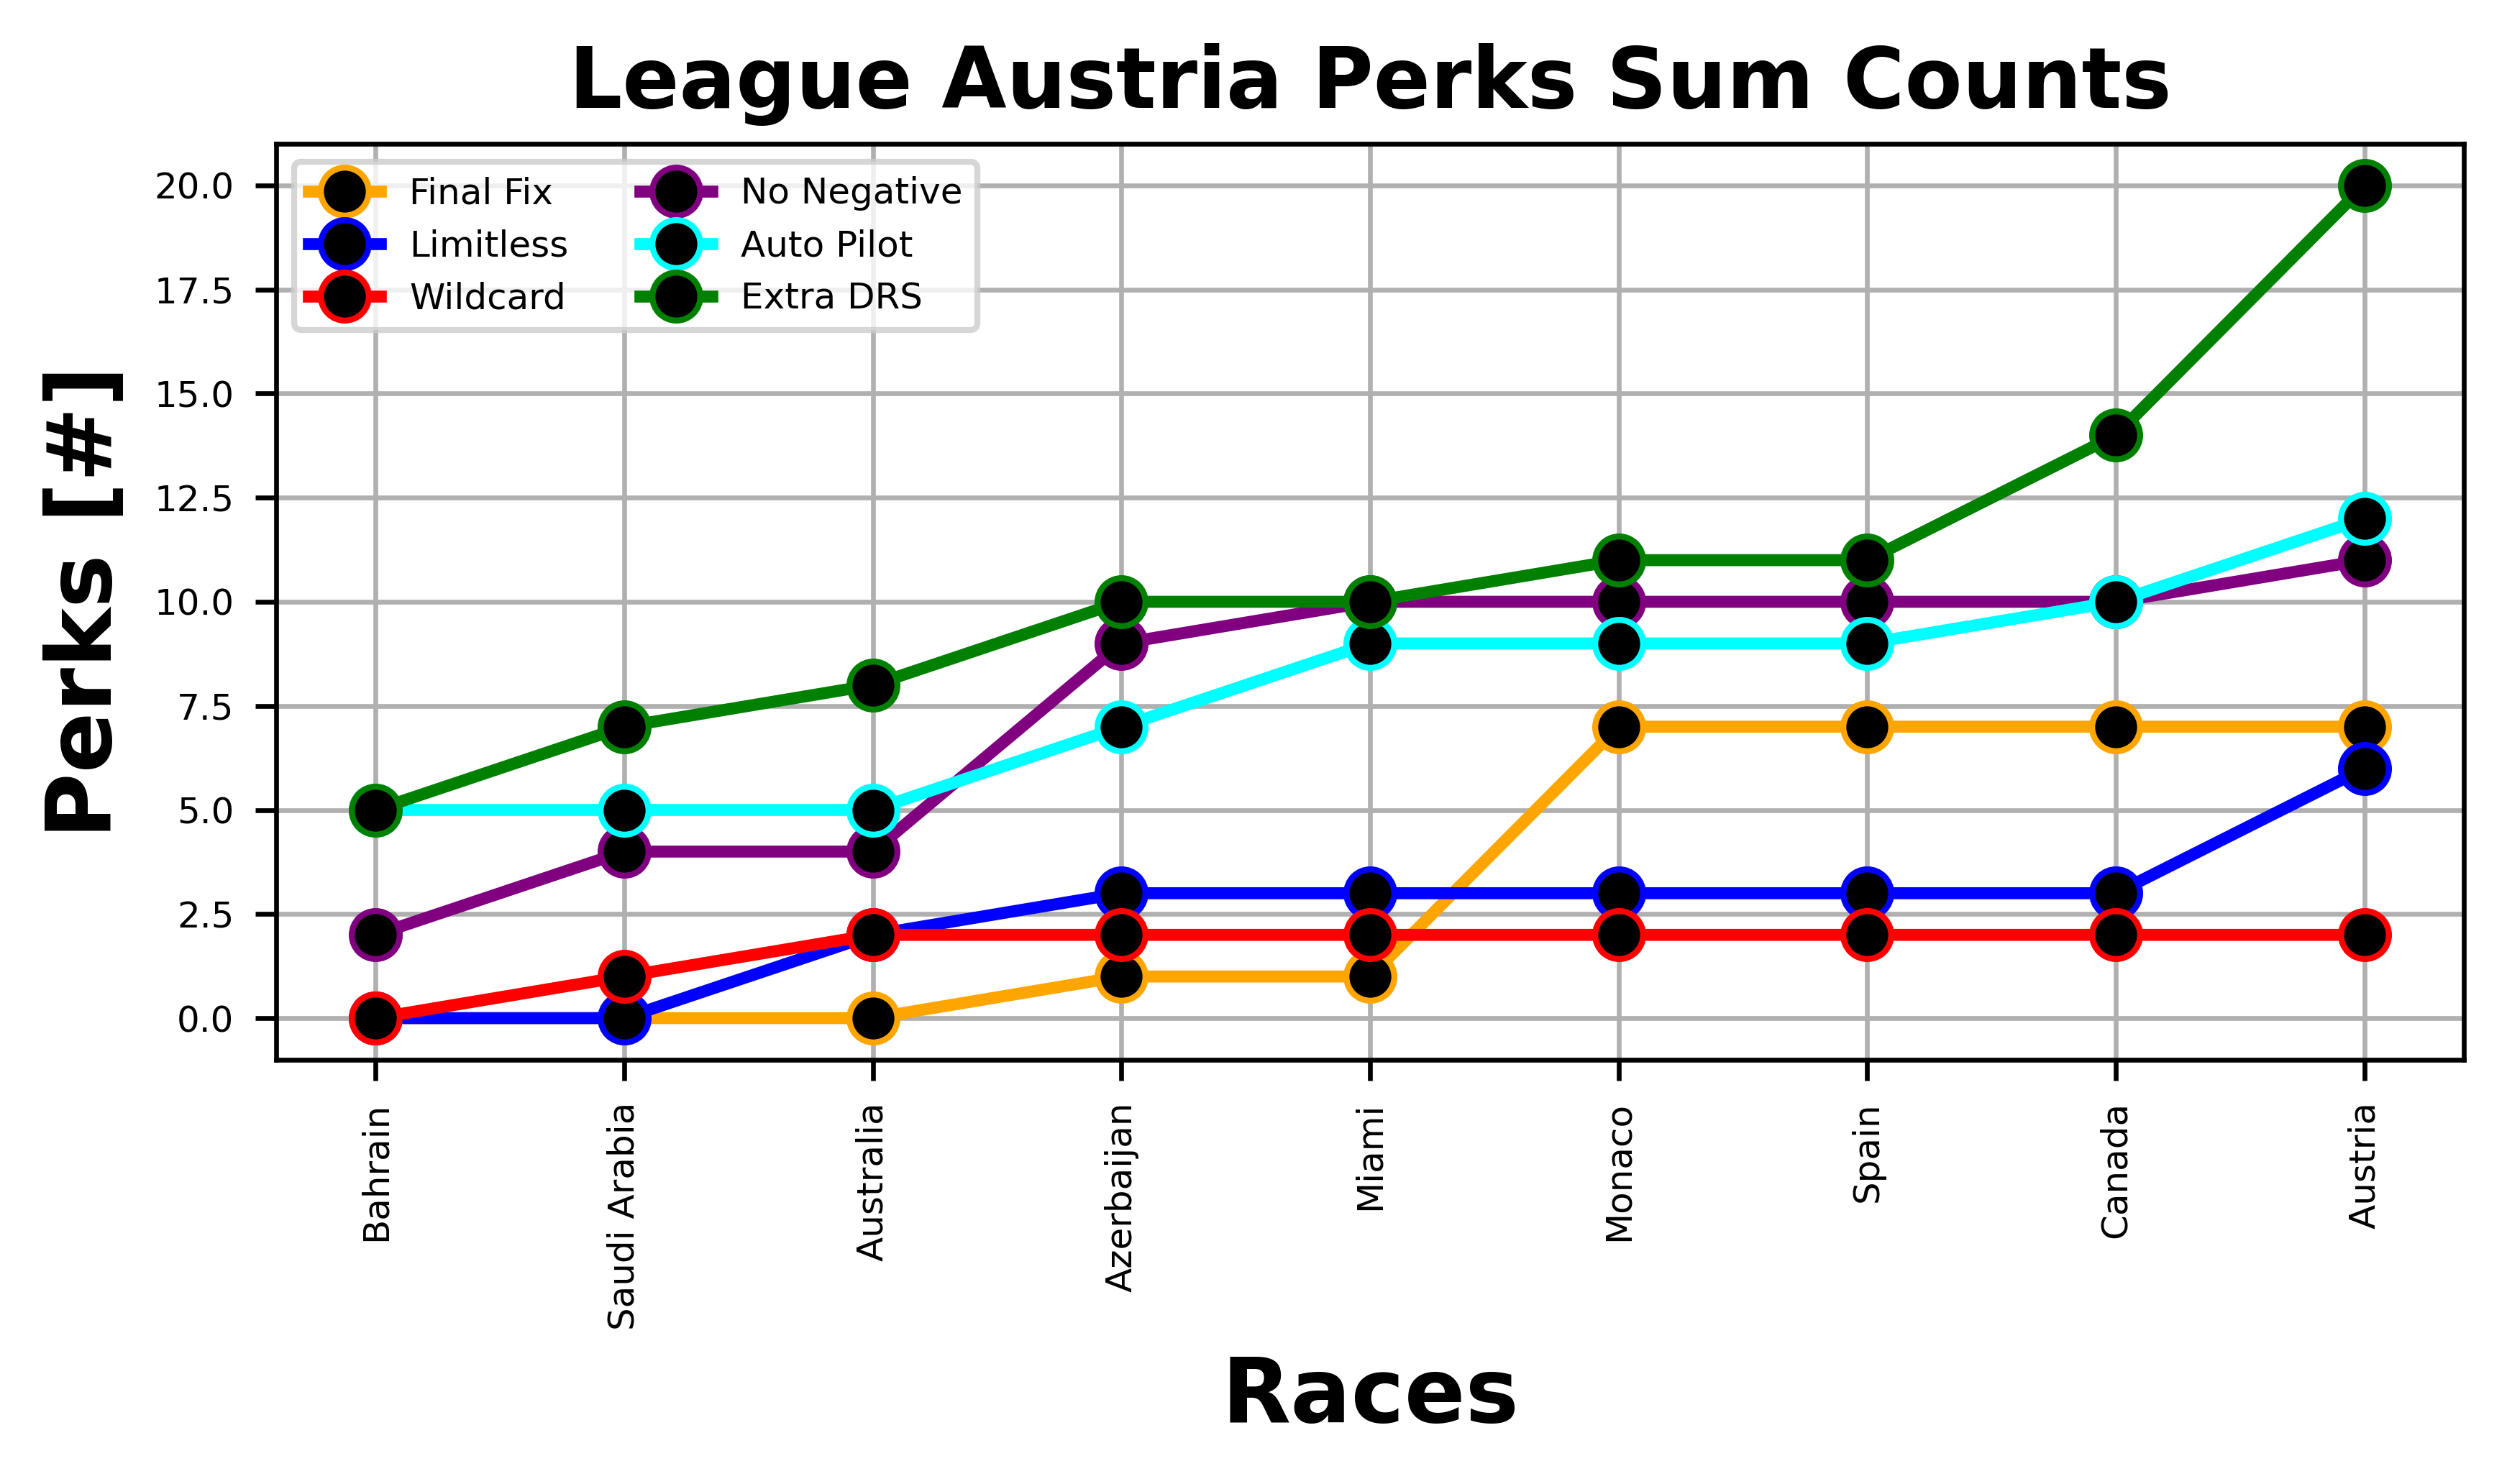 League Austria Perks Sum Counts
Final Fix
Limitless
Wildcard
No Negative
Auto Pilot
Extra DRS
Perks [#]
20.0
17.5
15.0
12.5
10.0
7.5
5.0
2.5
0.0
Bahrain
Saudi Arabia
Australia
Azerbaijan
Miami
Monaco
Spain
Canada
Austria
Races